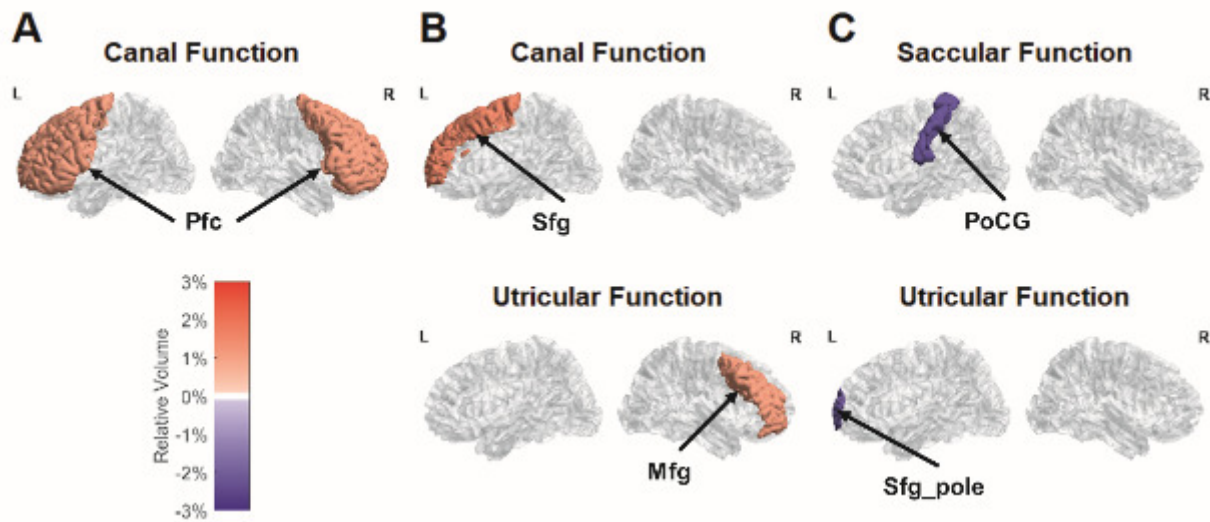 A
Canal Function
L
R
Pfc
3%
2%
1%
0%
-1%
-2%
-3%
Relative Volume
B
Canal Function
L
R
Sfg
Utricular Function
L
R
Mfg
C
Saccular Function
L
R
PoCG
Utricular Function
L
R
Sfg_pole